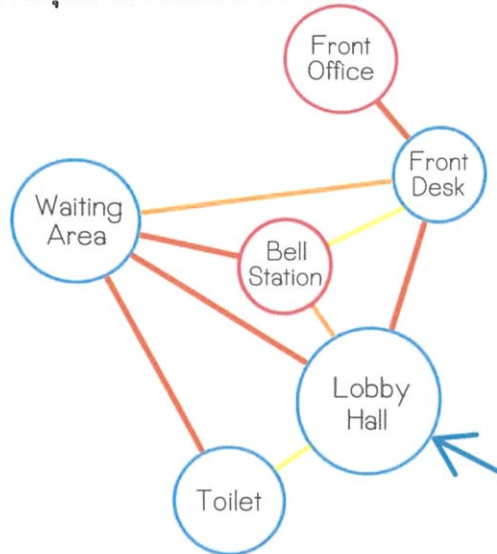 Front
Office
Front
Desk
Waiting
Area
Bell
Station
Lobby
Hall
Toilet